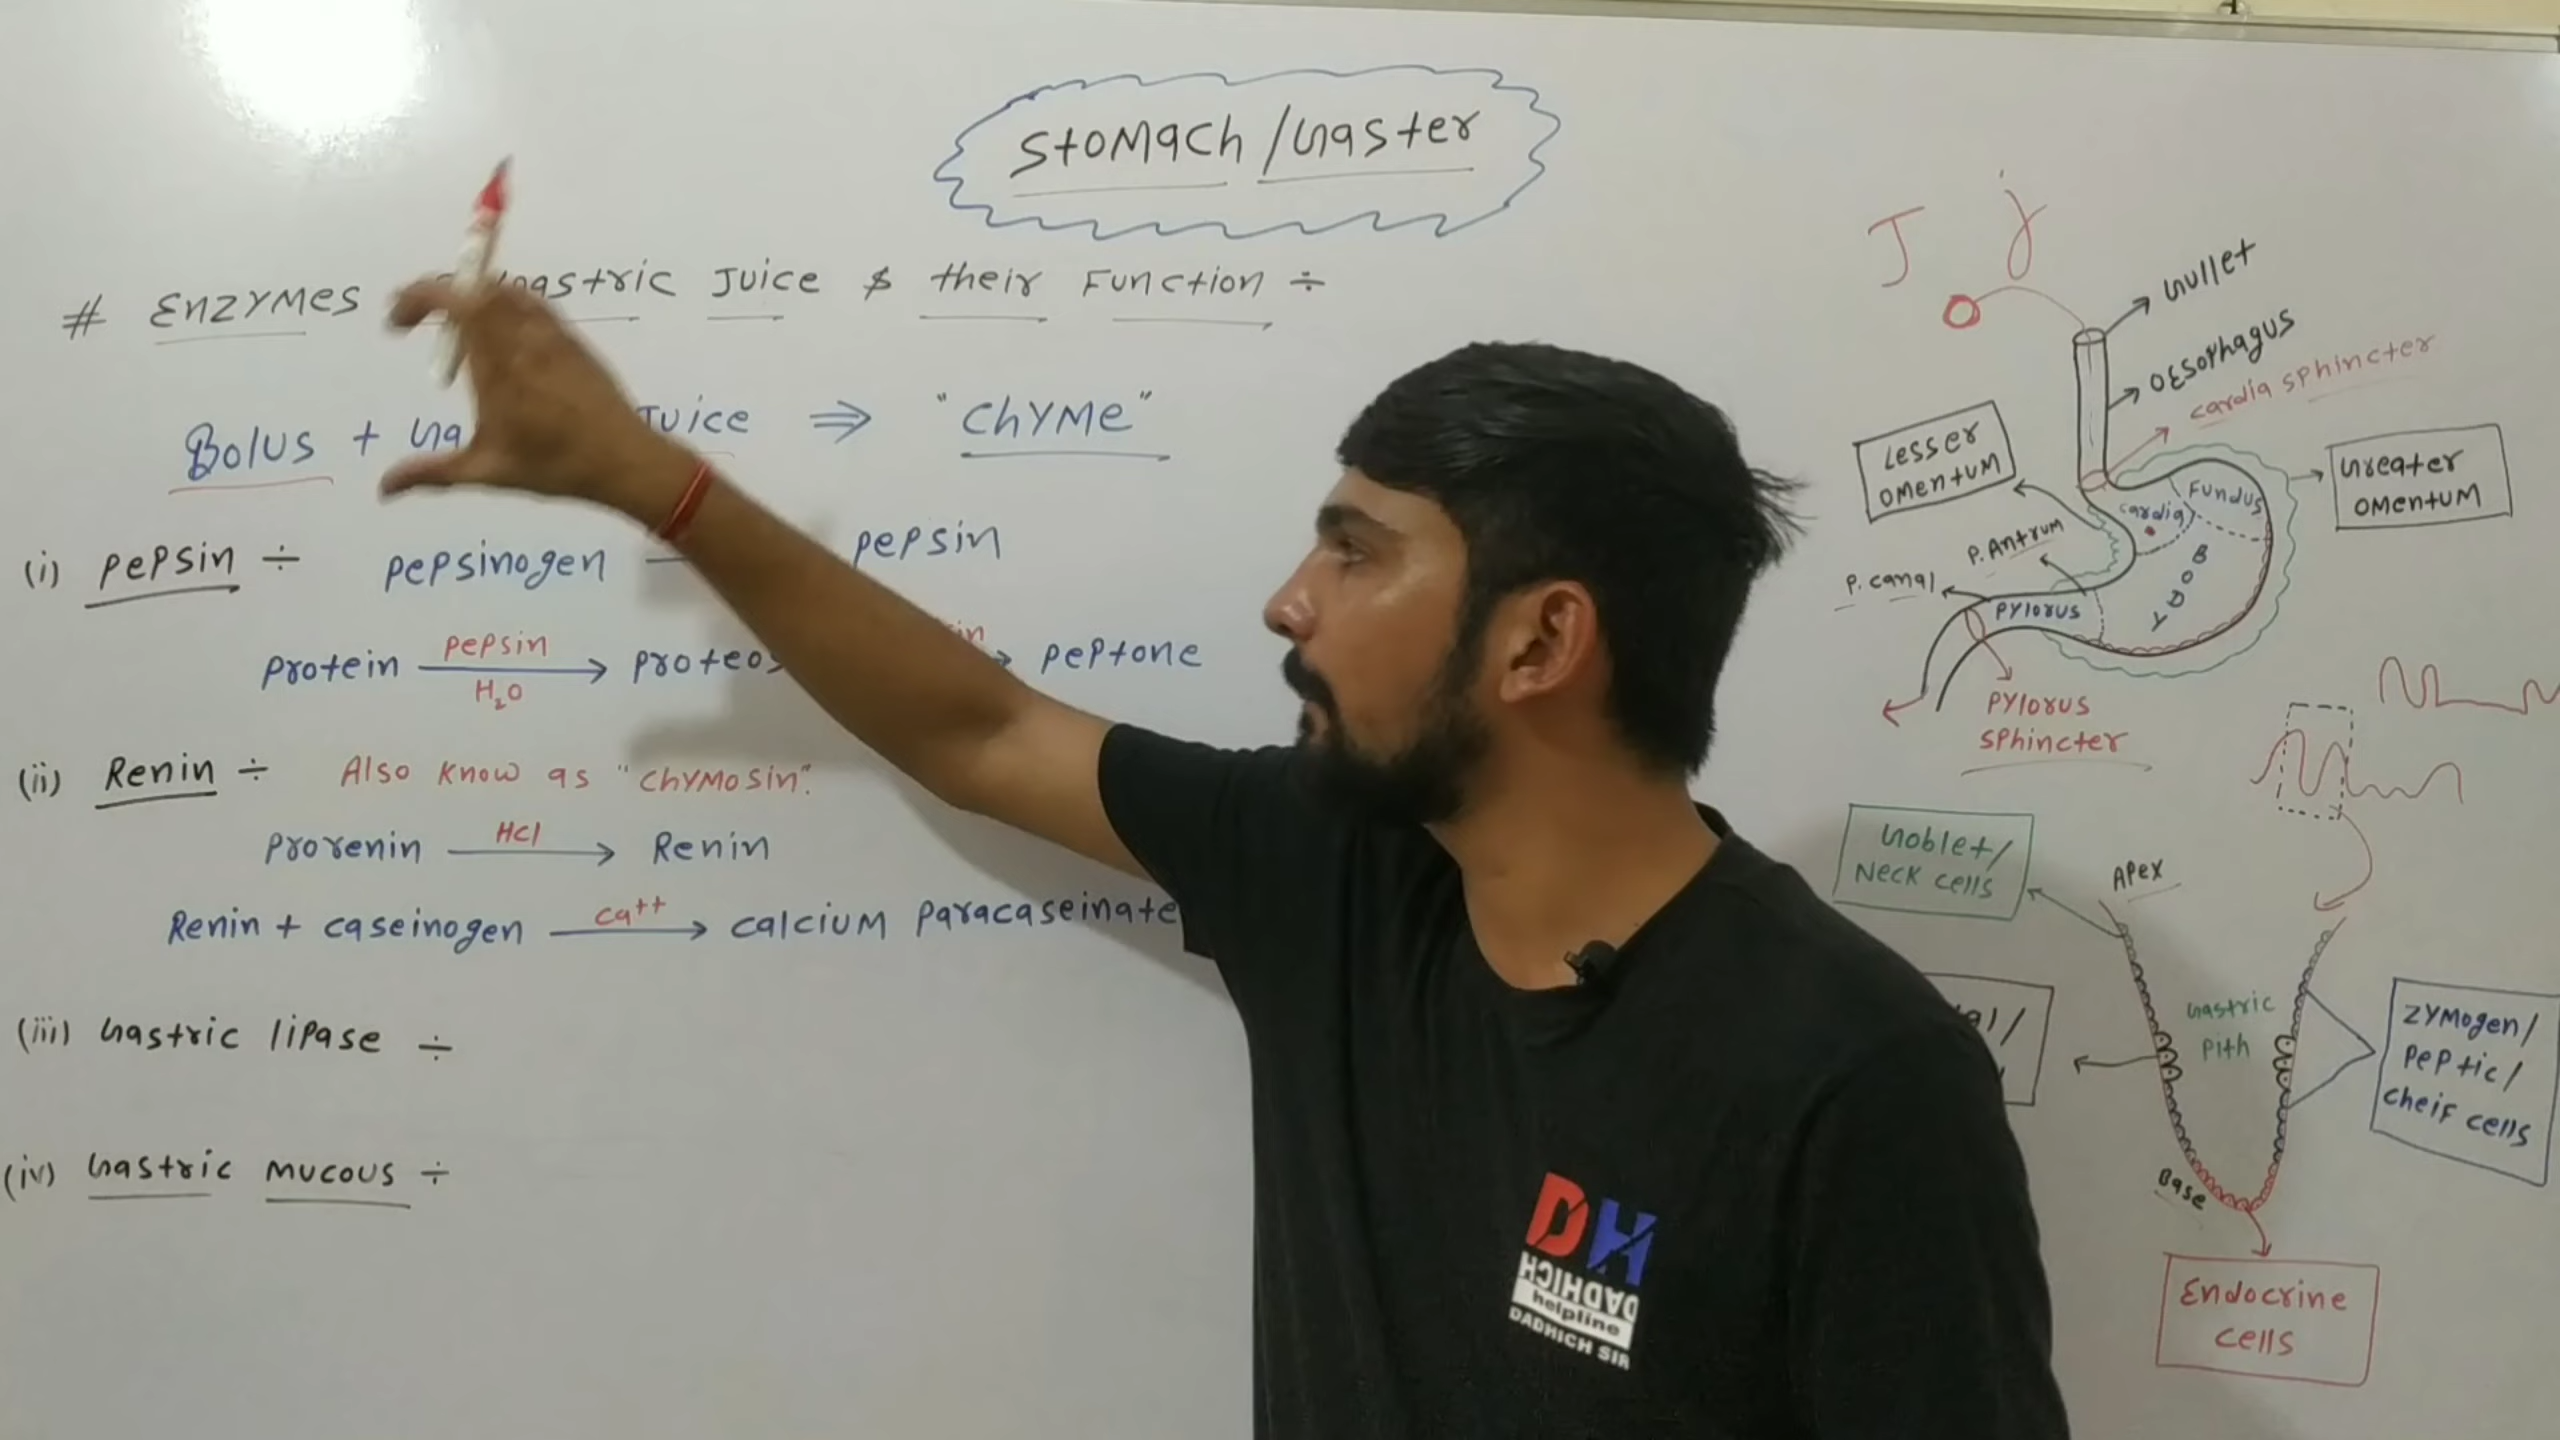 Stomach / Gaster
# Enzymes Gastric Juice & their Function ÷
Bolus + Juice ⇒ "Chyme"
(i) Pepsin ÷ Pepsinogen Pepsin
Protein Pepsin H₂O → Peptone
(ii) Renin ÷ Also Know as "Chymosin".
Prorenin HCl → Renin
Renin + caseinogen Ca++ → calcium Paracaseinate
(iii) Gastric lipase ÷
(iv) Gastric Mucous ÷
J j
Gullet
Oesophagus
Cardia Sphincter
Lesser
Omentum
Greater
Omentum
Cardia
Fundus
BODY
P. Antrum
P. Canal
Pylorus
Pylorus
Sphincter
Goblet/
Neck cells
Apex
Gastric
Pith
Zymogen/
Peptic/
Cheif cells
Base
Endocrine
Cells
DH
DADHICH
helpline
DADHICH SIR